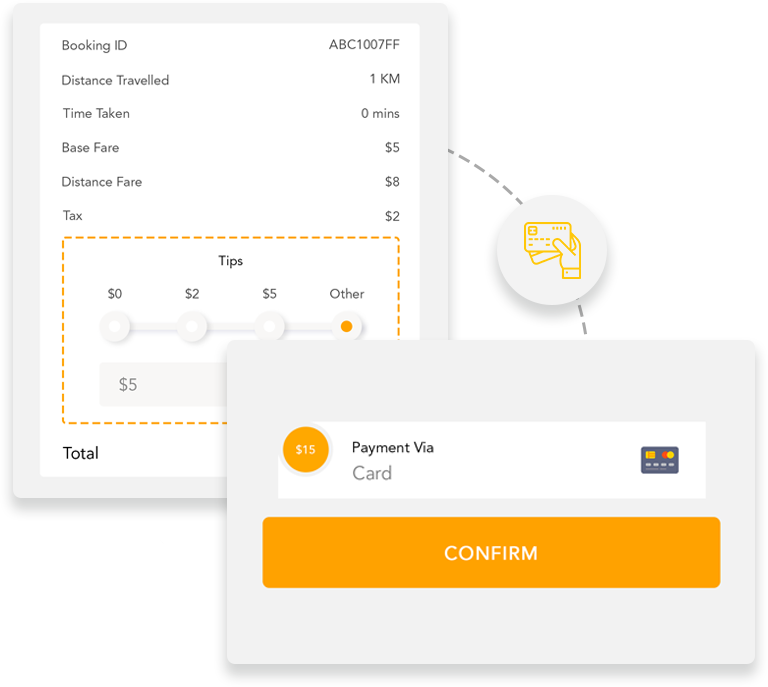 Booking ID ABC1007FF
Distance Travelled 1 KM
Time Taken 0 mins
Base Fare $5
Distance Fare $8
Tax $2
Tips
$0 $2 $5 Other
$5
Total
$15 Payment Via
Card
CONFIRM